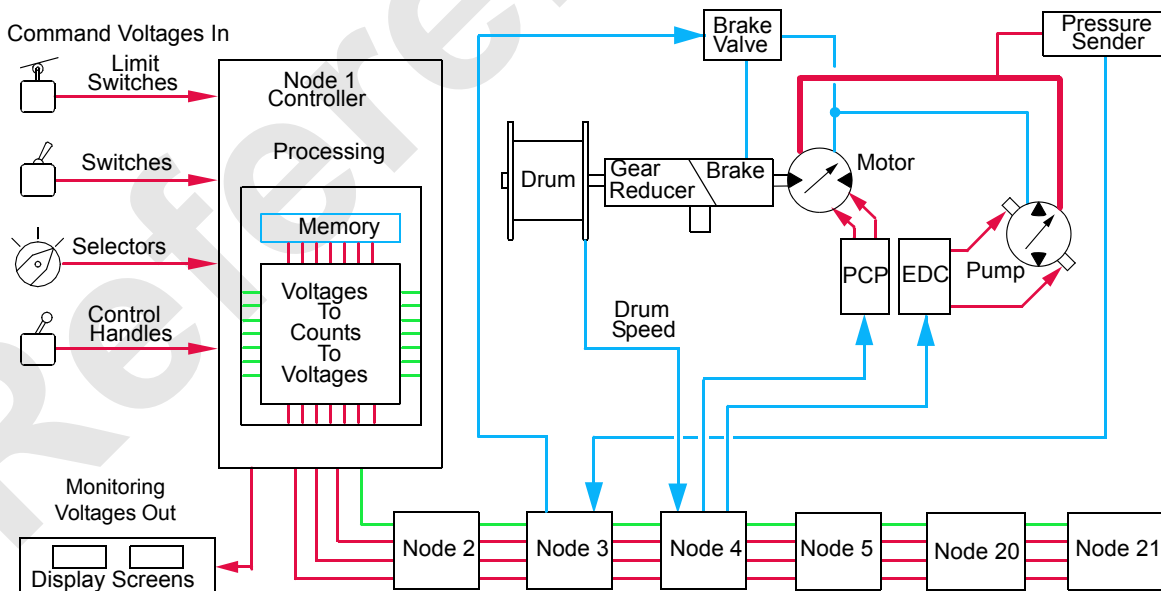 Command Voltages In
Limit
Switches
Switches
Selectors
Control
Handles
Node 1
Controller
Processing
Memory
Voltages
To
Counts
To
Voltages
Monitoring
Voltages Out
Display Screens
Brake
Valve
Pressure
Sender
Drum
Gear
Reducer
Brake
Motor
PCP
EDC
Pump
Drum
Speed
Node 2
Node 3
Node 4
Node 5
Node 20
Node 21
Refere